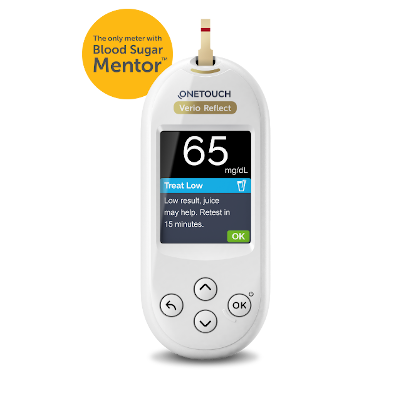 The only meter with
Blood Sugar
Mentor™
ONETOUCH
Verio Reflect
65
mg/dL
Treat Low
Low result, juice
may help. Retest in
15 minutes.
OK
OK